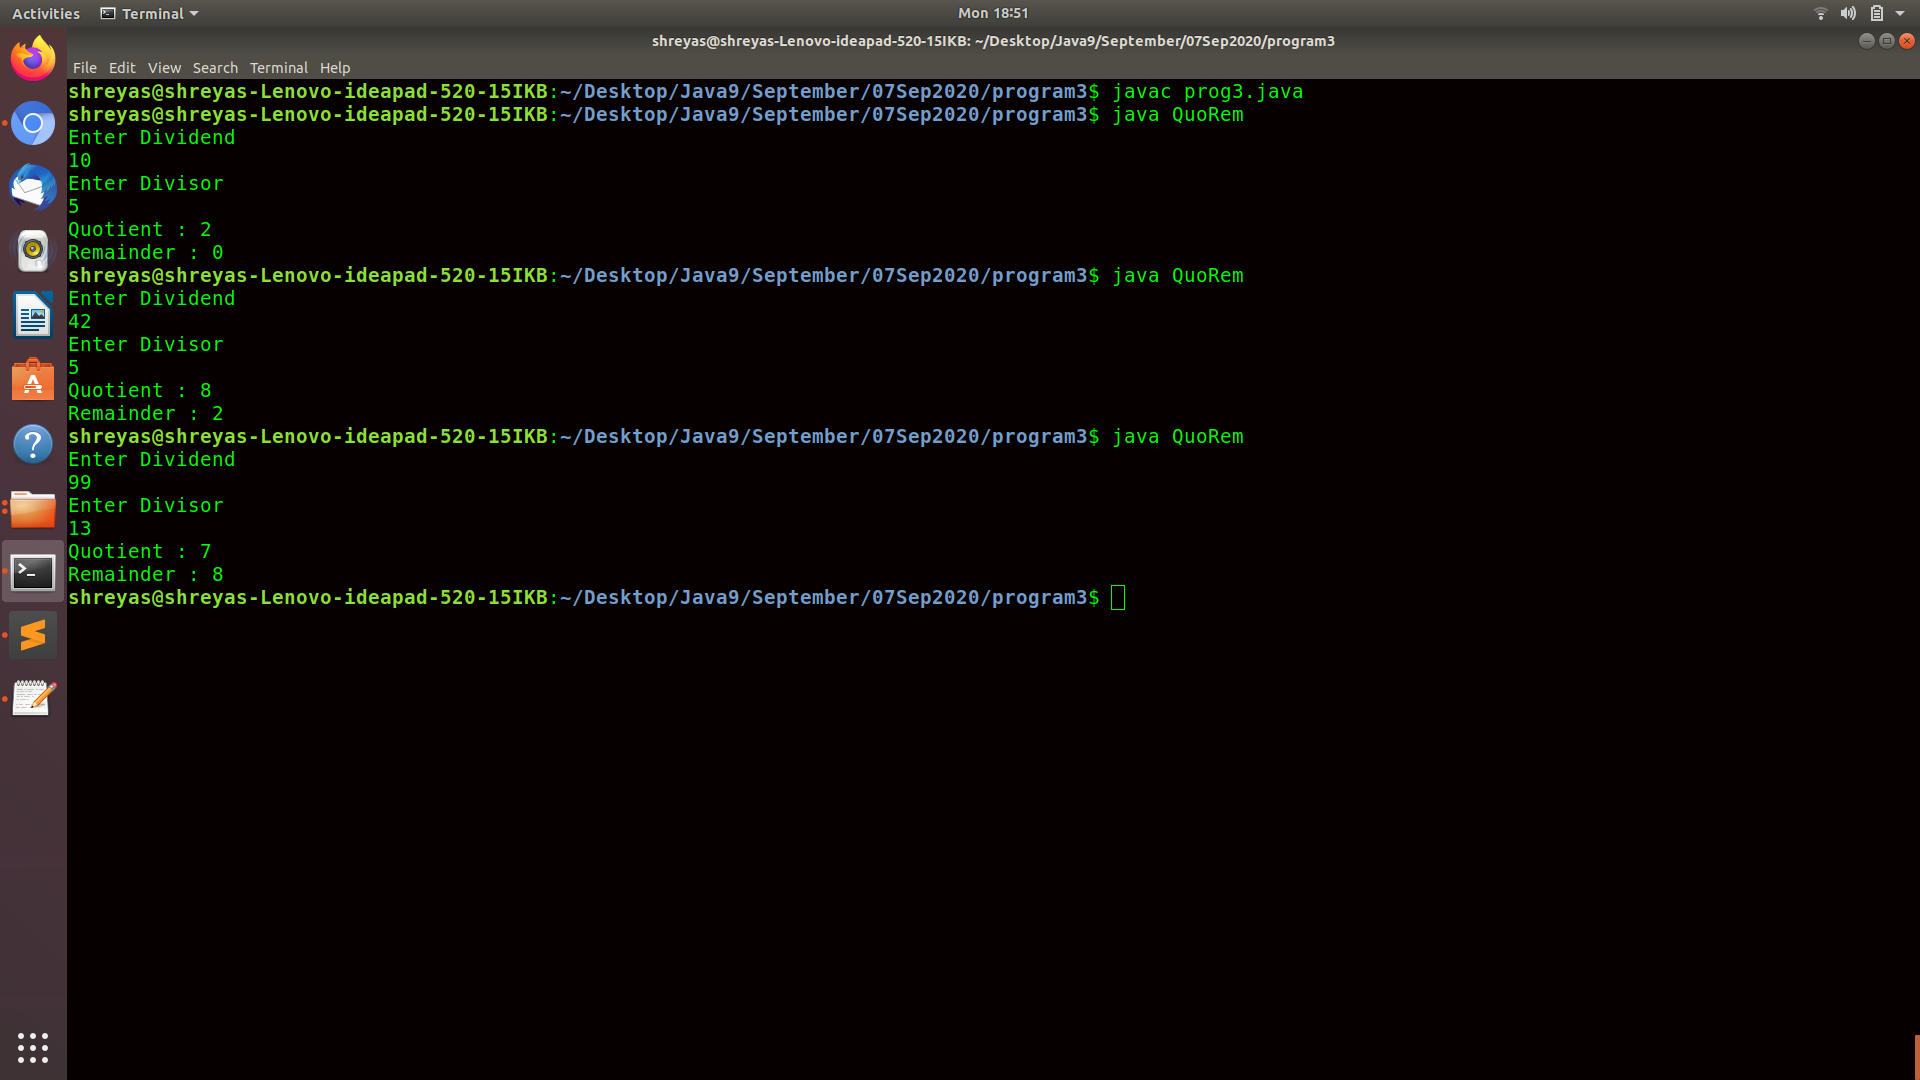 Activities Terminal Mon 18:51
shreyas@shreyas-Lenovo-ideapad-520-15IKB: ~/Desktop/Java9/September/07Sep2020/program3
File Edit View Search Terminal Help
shreyas@shreyas-Lenovo-ideapad-520-15IKB:~/Desktop/Java9/September/07Sep2020/program3$ javac prog3.java
shreyas@shreyas-Lenovo-ideapad-520-15IKB:~/Desktop/Java9/September/07Sep2020/program3$ java QuoRem
Enter Dividend
10
Enter Divisor
5
Quotient : 2
Remainder : 0
shreyas@shreyas-Lenovo-ideapad-520-15IKB:~/Desktop/Java9/September/07Sep2020/program3$ java QuoRem
Enter Dividend
42
Enter Divisor
5
Quotient : 8
Remainder : 2
shreyas@shreyas-Lenovo-ideapad-520-15IKB:~/Desktop/Java9/September/07Sep2020/program3$ java QuoRem
Enter Dividend
99
Enter Divisor
13
Quotient : 7
Remainder : 8
shreyas@shreyas-Lenovo-ideapad-520-15IKB:~/Desktop/Java9/September/07Sep2020/program3$